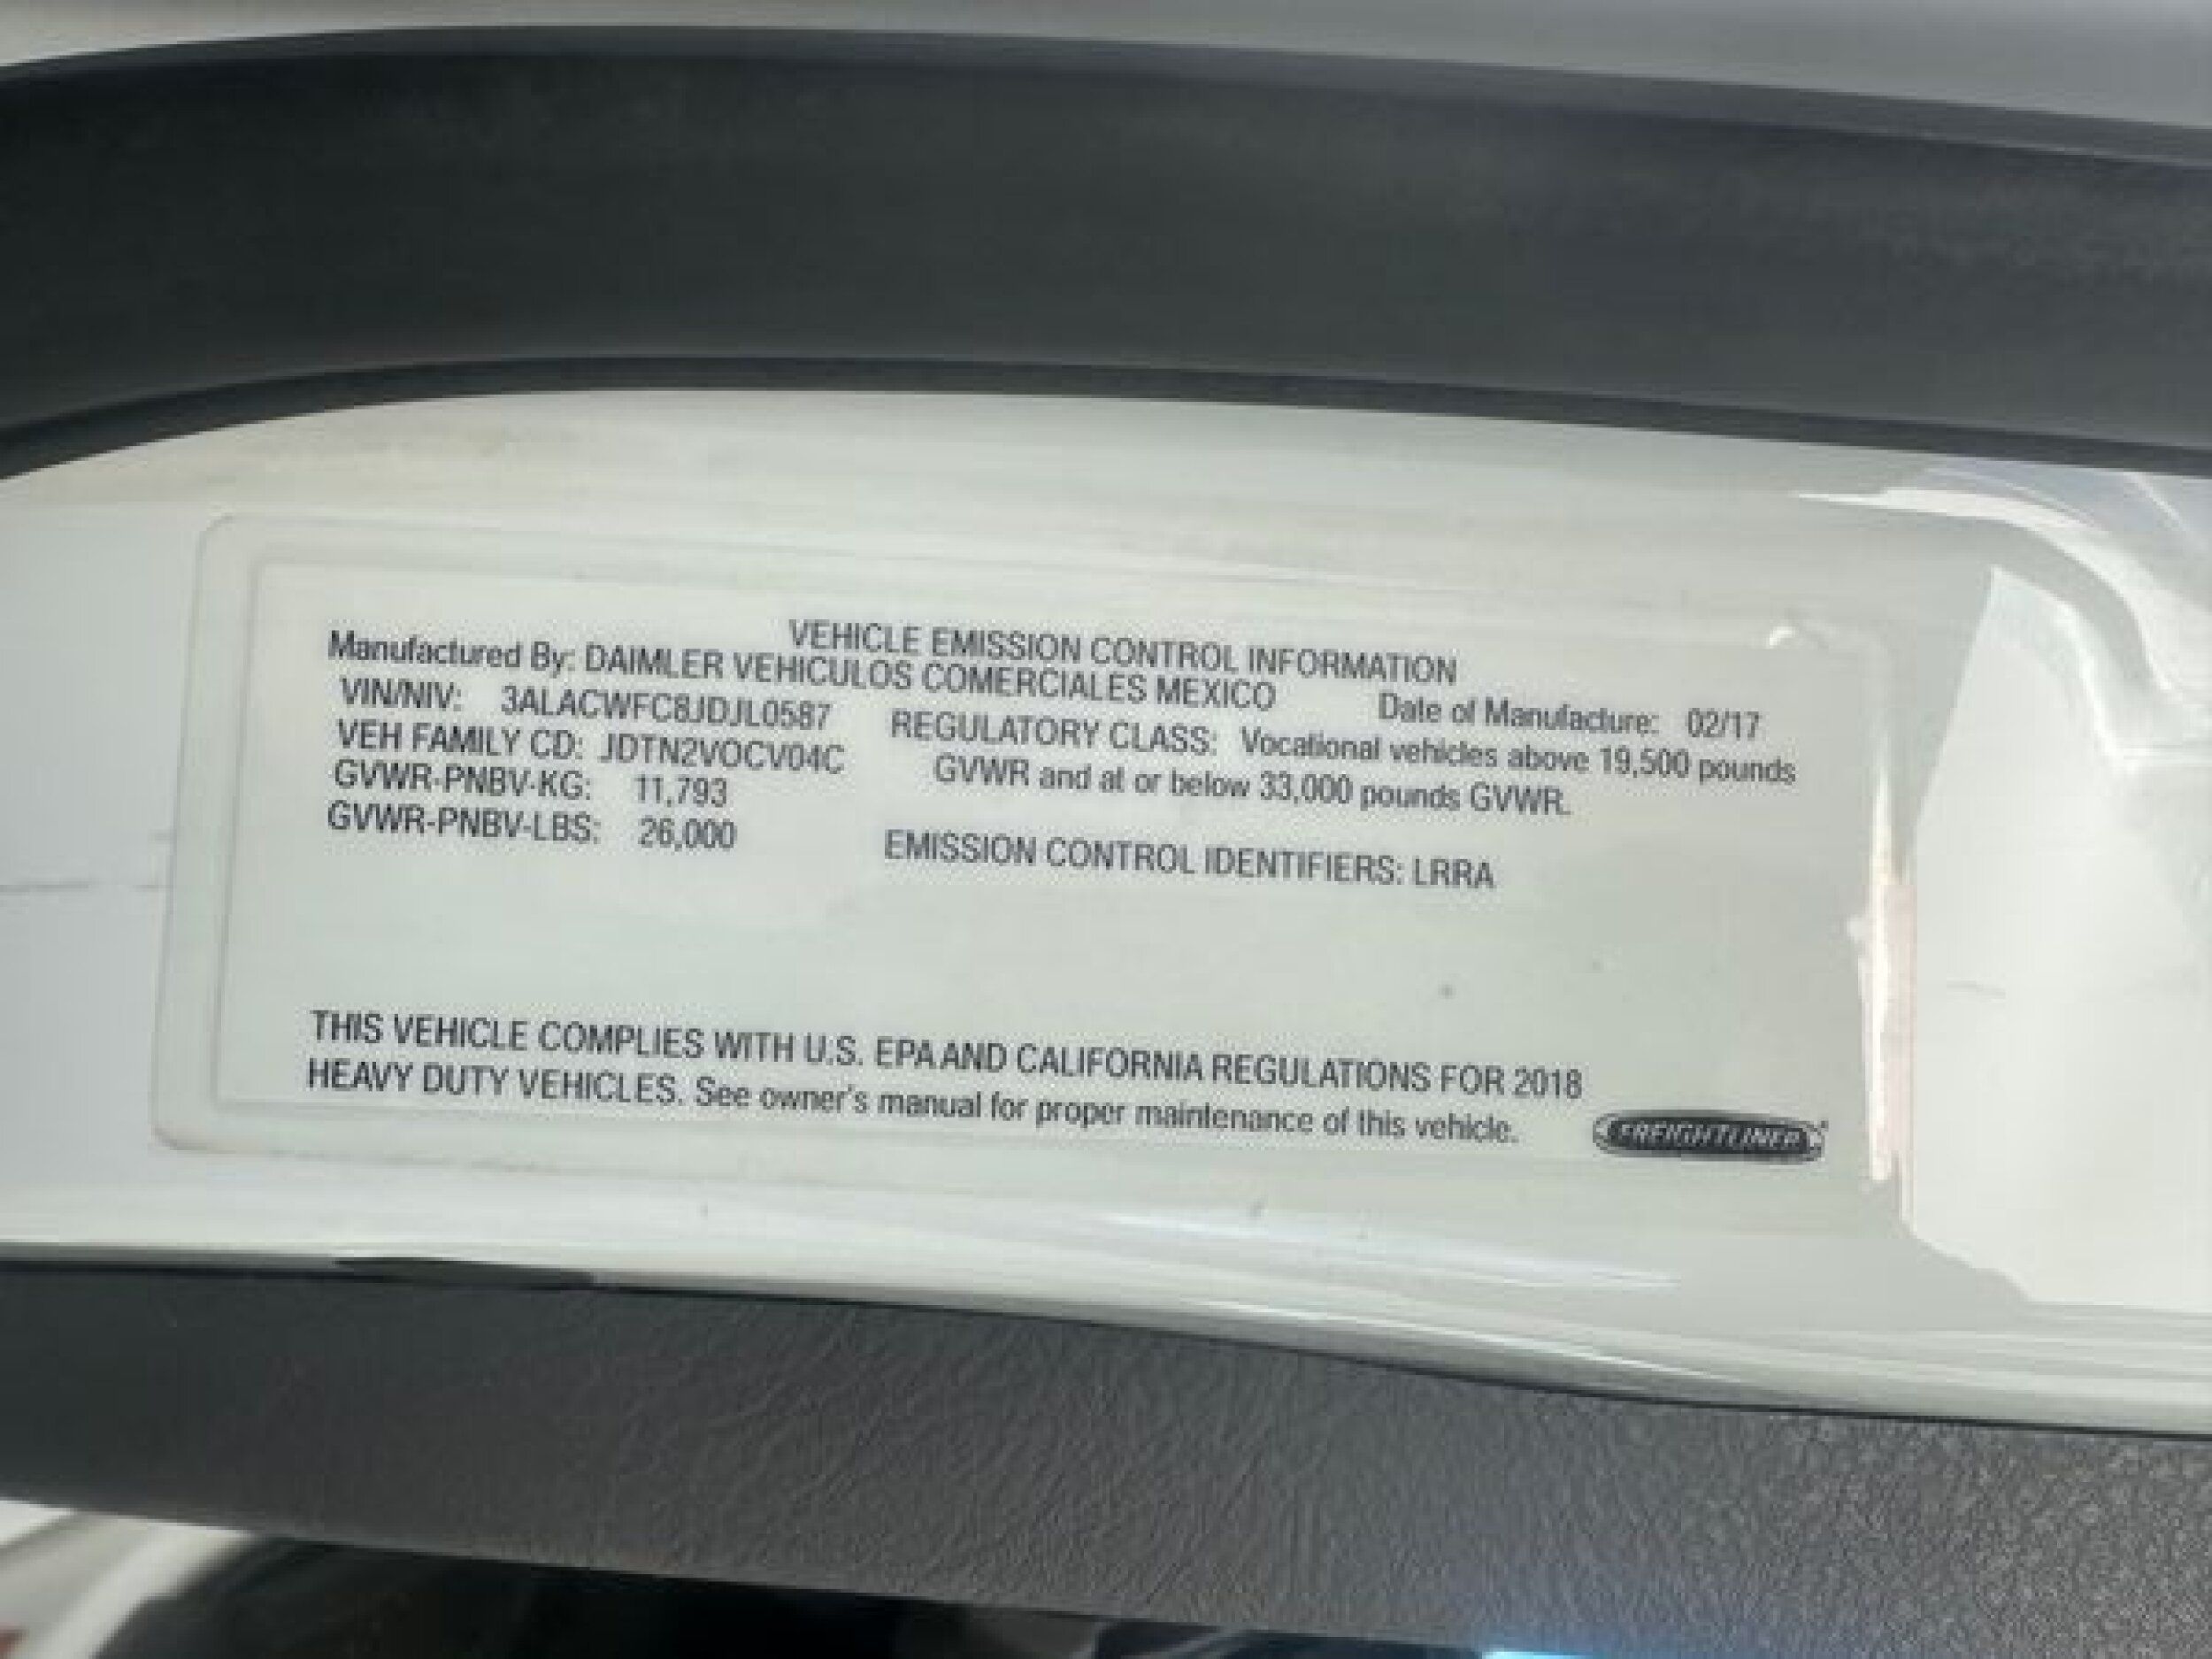 VEHICLE EMISSION CONTROL INFORMATION
Manufactured By: DAIMLER VEHICULOS COMERCIALES MEXICO
Date of Manufacture: 02/17
VIN/NIV: 3ALACWFC8JDJL0587
VEH FAMILY CD: JDTN2VOCV04C
GVWR-PNBV-KG: 11,793
GVWR-PNBV-LBS: 26,000
REGULATORY CLASS: Vocational vehicles above 19,500 pounds
GVWR and at or below 33,000 pounds GVWR.
EMISSION CONTROL IDENTIFIERS: LRRA
THIS VEHICLE COMPLIES WITH U.S. EPA AND CALIFORNIA REGULATIONS FOR 2018
HEAVY DUTY VEHICLES. See owner's manual for proper maintenance of this vehicle.
FREIGHTLINER